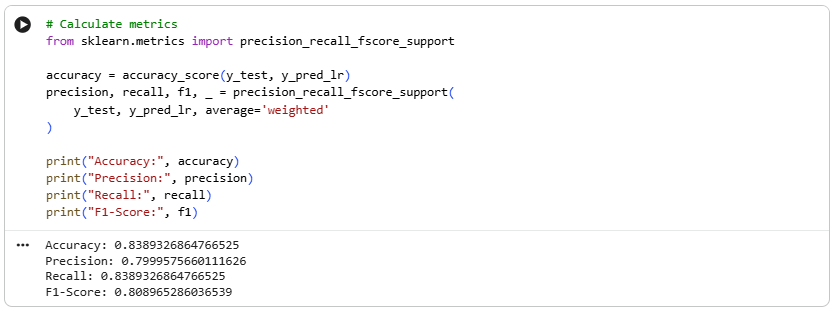 # Calculate metrics
from sklearn.metrics import precision_recall_fscore_support
accuracy = accuracy_score(y_test, y_pred_lr)
precision, recall, f1, _ = precision_recall_fscore_support(
    y_test, y_pred_lr, average='weighted'
)
print("Accuracy:", accuracy)
print("Precision:", precision)
print("Recall:", recall)
print("F1-Score:", f1)
Accuracy: 0.8389326864766525
Precision: 0.7999575660111626
Recall: 0.8389326864766525
F1-Score: 0.808965286036539